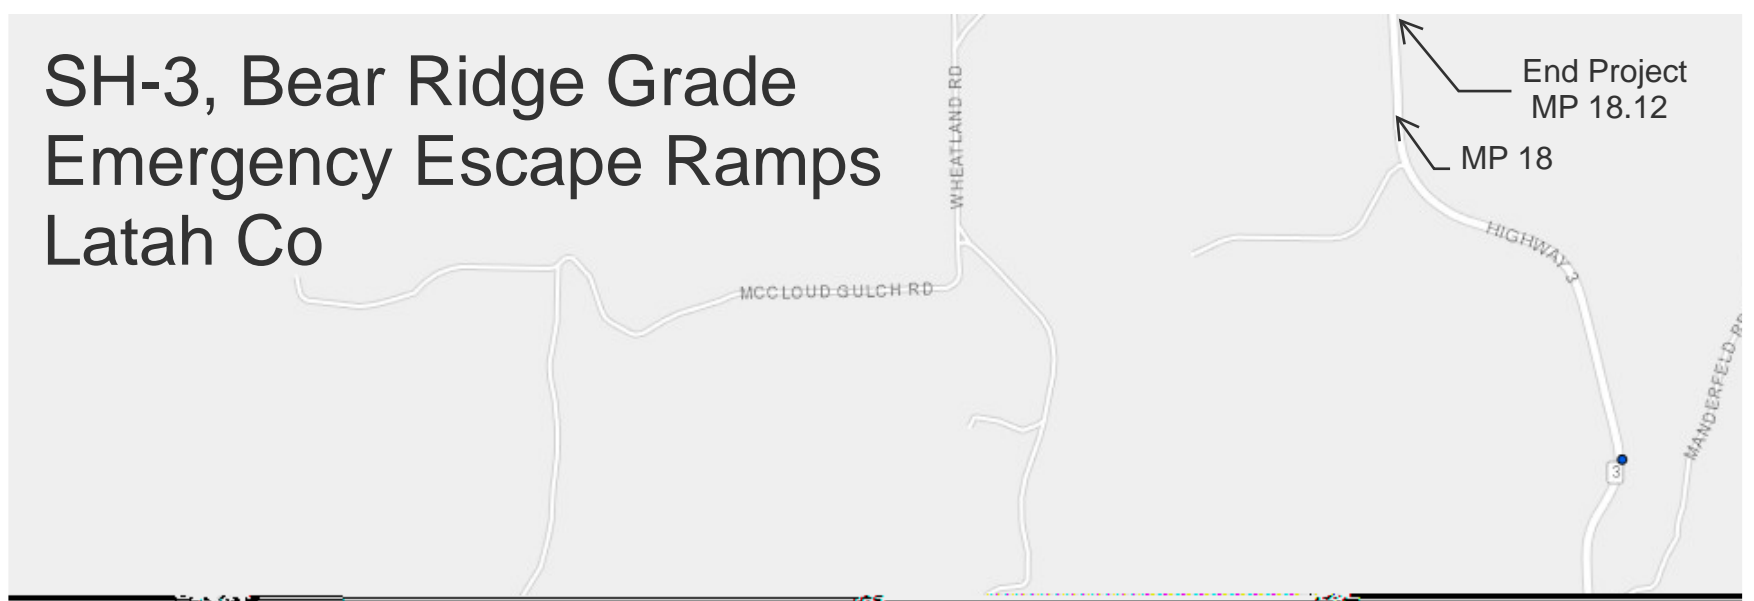 SH-3, Bear Ridge Grade
Emergency Escape Ramps
Latah Co
End Project
MP 18.12
MP 18
WHEATLAND RD
HIGHWAY 3
MCCLOUD GULCH RD
MANDERFELD RD
3